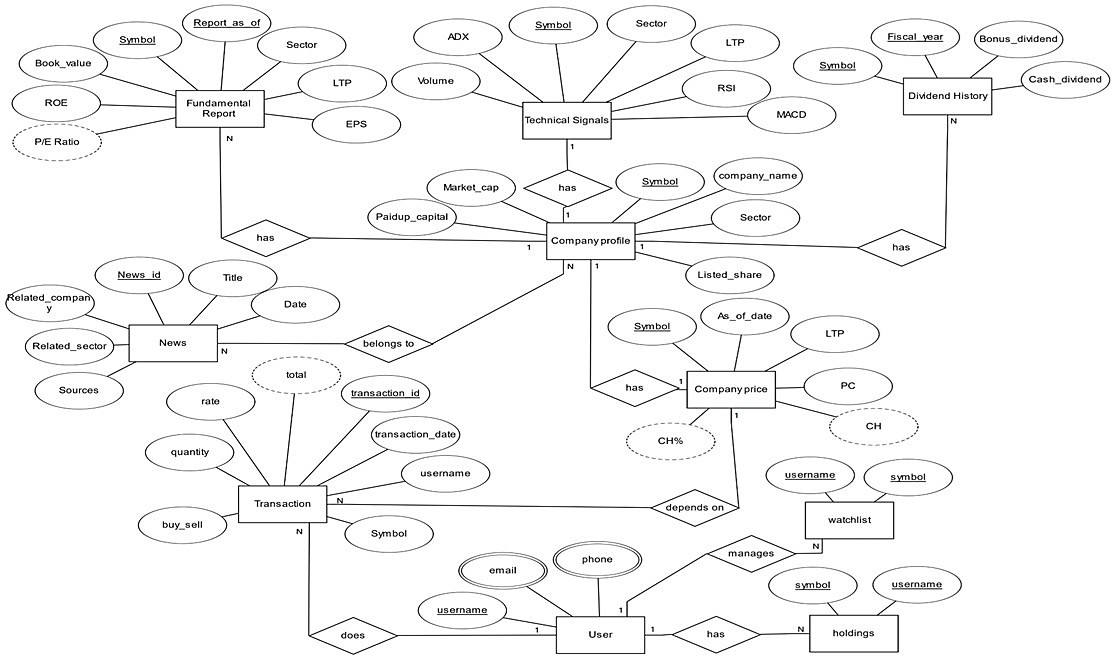 Report_as_of
Symbol
Sector
Book_value
LTP
ROE
EPS
P/E Ratio
Fundamental
Report
N
Symbol
Sector
ADX
LTP
Volume
RSI
MACD
Technical Signals
1
Fiscal_year
Bonus_dividend
Symbol
Cash_dividend
Dividend History
N
has
1
Symbol
company_name
Market_cap
Paidup_capital
Sector
Company profile
Listed_share
1
1
N
1
has
has
News_id
Title
Related_compan
y
Date
Related_sector
News
N
Sources
belongs to
Symbol
As_of_date
LTP
PC
CH
CH%
Company price
has
1
1
total
transaction_id
rate
transaction_date
quantity
username
Transaction
N
buy_sell
Symbol
N
depends on
username
symbol
watchlist
N
manages
email
phone
username
User
1
1
1
does
has
symbol
username
holdings
N